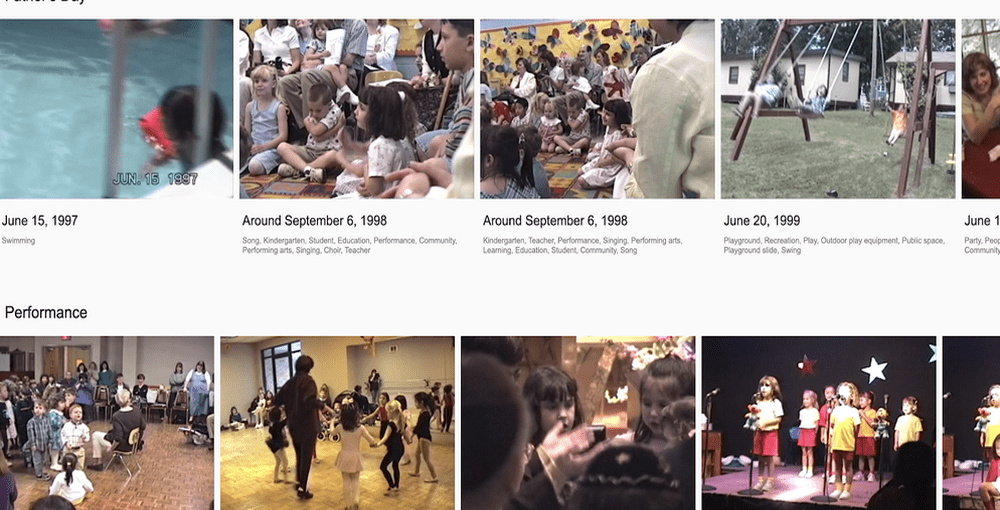 Father's Day
JUN. 15 1997
June 15, 1997
Swimming
Around September 6, 1998
Song, Kindergarten, Student, Education, Performance, Community,
Performing arts, Singing, Choir, Teacher
Around September 6, 1998
Kindergarten, Teacher, Performance, Singing, Performing arts,
Learning, Education, Student, Community, Song
June 20, 1999
Playground, Recreation, Play, Outdoor play equipment, Public space,
Playground slide, Swing
June 1
Party, Peop
Community
Performance